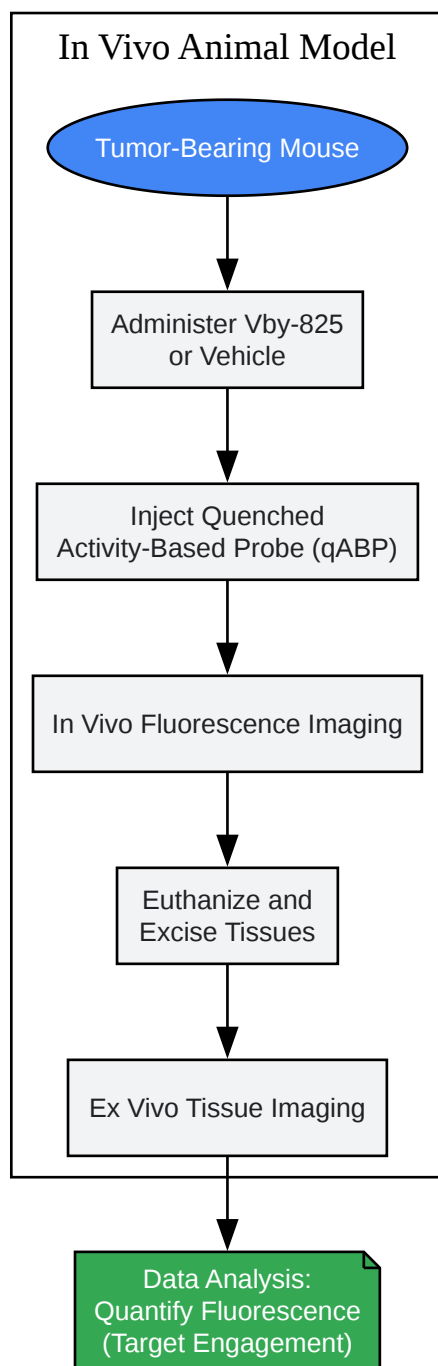 In Vivo Animal Model
Tumor-Bearing Mouse
Administer Vby-825
or Vehicle
Inject Quenched
Activity-Based Probe (qABP)
In Vivo Fluorescence Imaging
Euthanize and
Excise Tissues
Ex Vivo Tissue Imaging
Data Analysis:
Quantify Fluorescence
(Target Engagement)